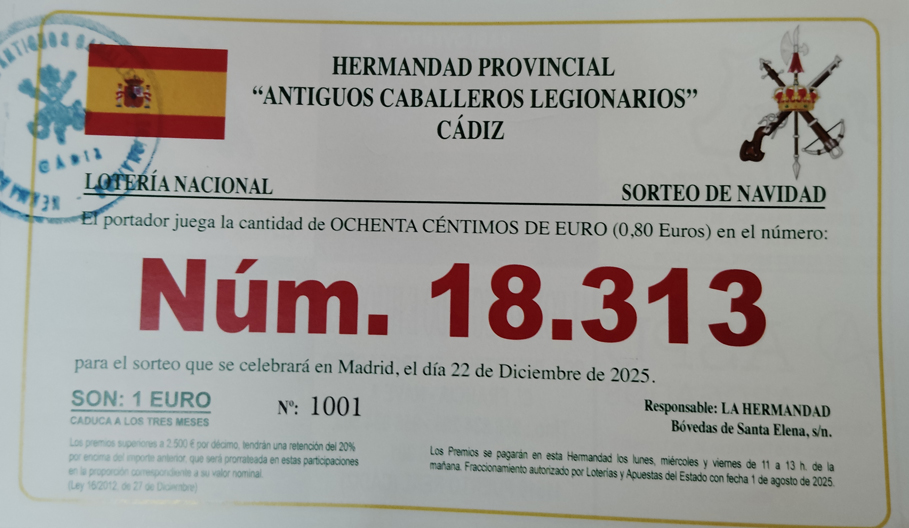 HERMANDAD PROVINCIAL
“ANTIGUOS CABALLEROS LEGIONARIOS”
CÁDIZ
ANTIGUOS
CÁDIZ
LOTERÍA NACIONAL
SORTEO DE NAVIDAD
El portador juega la cantidad de OCHENTA CÉNTIMOS DE EURO (0,80 Euros) en el número:
Núm. 18.313
para el sorteo que se celebrará en Madrid, el día 22 de Diciembre de 2025.
SON: 1 EURO
CADUCA A LOS TRES MESES
Nº: 1001
Responsable: LA HERMANDAD
Bóvedas de Santa Elena, s/n.
Los premios superiores a 2.500 € por décimo, tendrán una retención del 20%
por encima del importe anterior, que será prorrateada en estas participaciones
en la proporción correspondiente a su valor nominal.
(Ley 16/2012, de 27 de Diciembre)
Los Premios se pagarán en esta Hermandad los lunes, miércoles y viernes de 11 a 13 h. de la
mañana. Fraccionamiento autorizado por Loterías y Apuestas del Estado con fecha 1 de agosto de 2025.